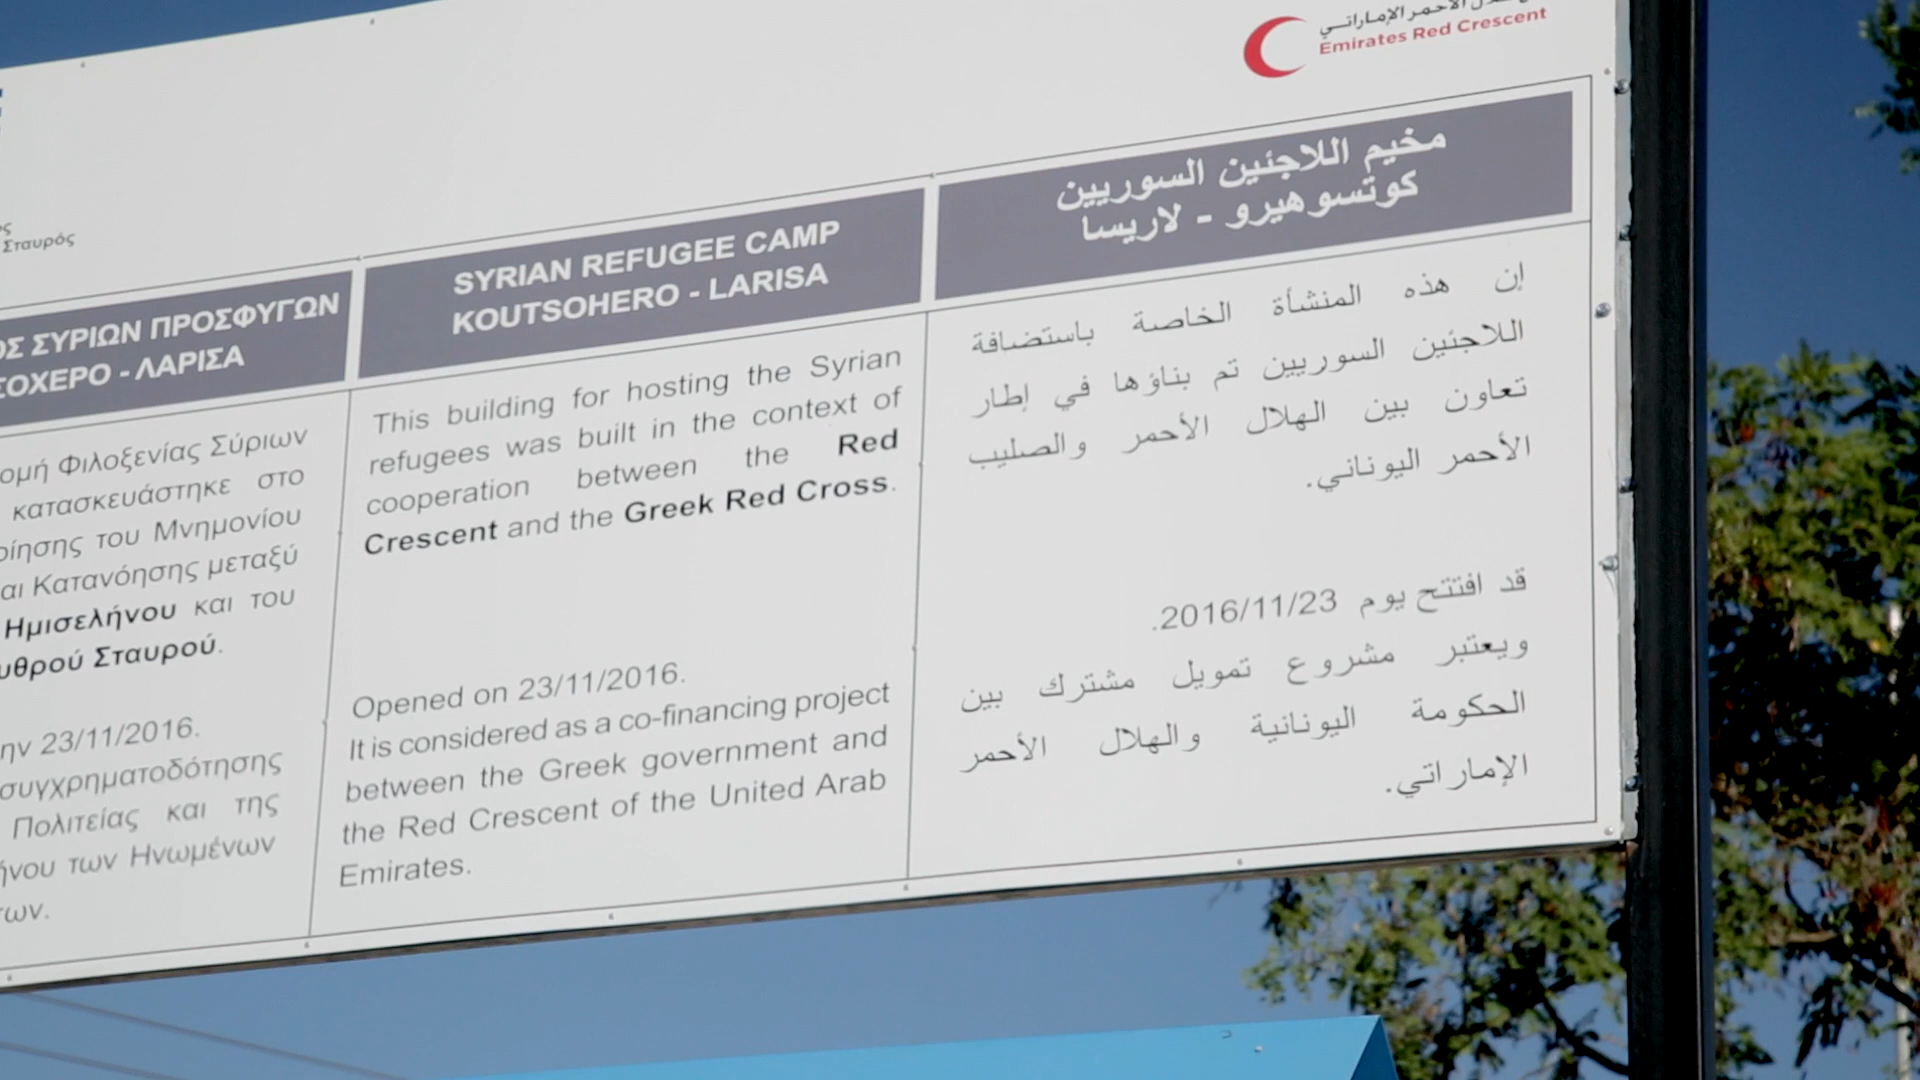 الأحمر الإماراتي
Emirates Red Crescent
Σταυρός
ΣΥΡΙΩΝ ΠΡΟΣΦΥΓΩΝ
ΛΑΡΙΣΑ
Φιλοξενίας Σύριων
κατασκευάστηκε στο
του Μνημονίου
Κατανόησης μεταξύ
Ημισελήνου και του
Σταυρού.
23/11/2016.
συγχρηματοδότησης
Πολιτείας και της
των Ηνωμένων
SYRIAN REFUGEE CAMP
KOUTSOHERO - LARISA
This building for hosting the Syrian
refugees was built in the context of
cooperation between the Red
Crescent and the Greek Red Cross.
Opened on 23/11/2016.
It is considered as a co-financing project
between the Greek government and
the Red Crescent of the United Arab
Emirates.
مخيم اللاجئين السوريين
كوتسوهيرو - لاريسا
إن هذه المنشأة الخاصة باستضافة
اللاجئين السوريين تم بناؤها في إطار
تعاون بين الهلال الأحمر والصليب
الأحمر اليوناني.
قد افتتح يوم 2016/11/23.
ويعتبر مشروع تمويل مشترك بين
الحكومة اليونانية والهلال الأحمر
الإماراتي.